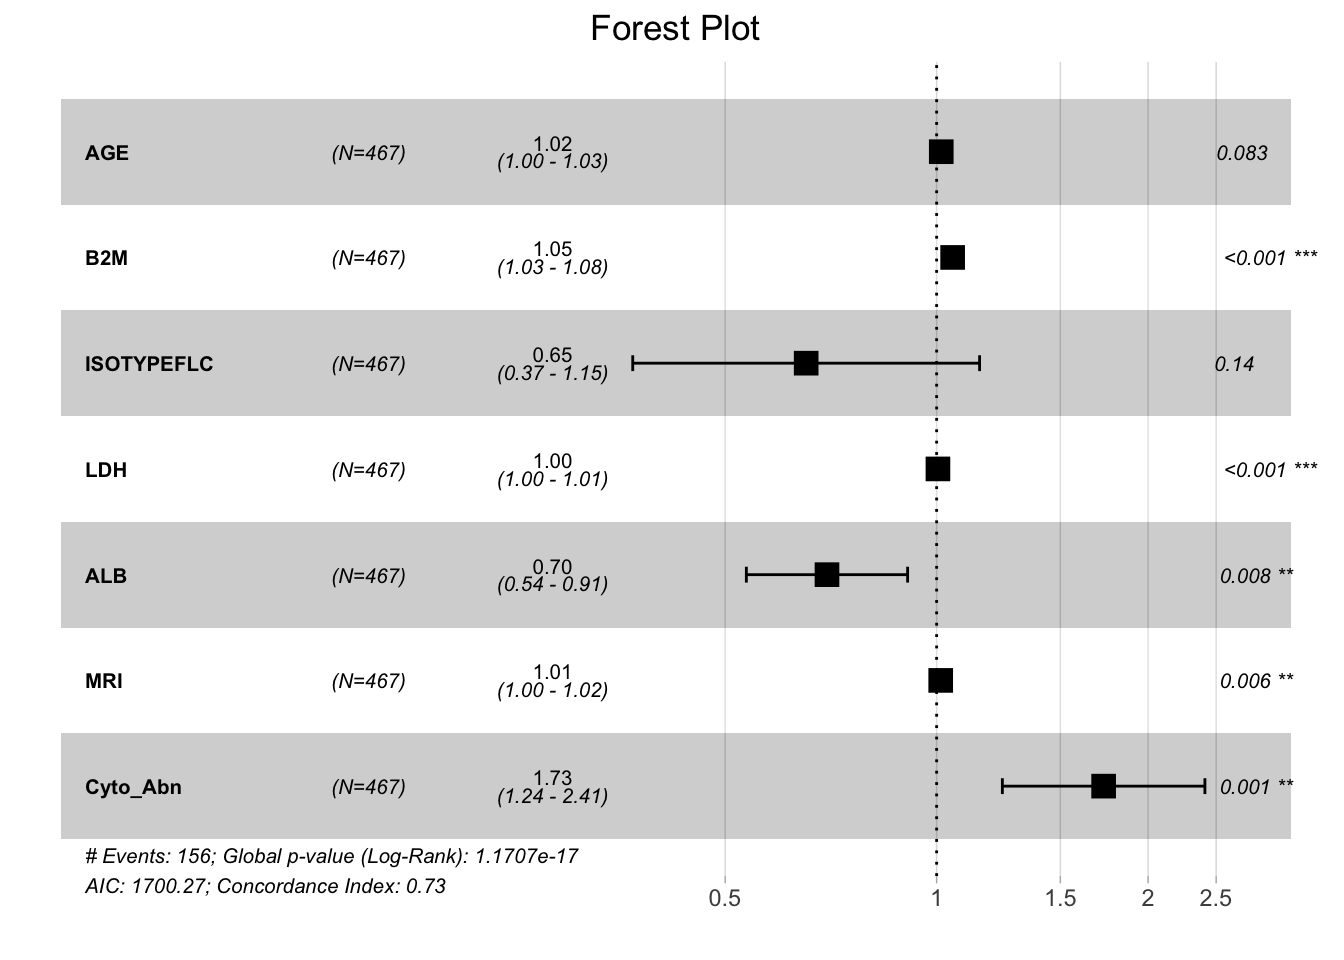 Forest Plot
AGE (N=467) 1.02 0.083
(1.00 - 1.03)
B2M (N=467) 1.05 <0.001 ***
(1.03 - 1.08)
ISOTYPEFLC (N=467) 0.65 0.14
(0.37 - 1.15)
LDH (N=467) 1.00 <0.001 ***
(1.00 - 1.01)
ALB (N=467) 0.70 0.008 **
(0.54 - 0.91)
MRI (N=467) 1.01 0.006 **
(1.00 - 1.02)
Cyto_Abn (N=467) 1.73 0.001 **
(1.24 - 2.41)
# Events: 156; Global p-value (Log-Rank): 1.1707e-17
AIC: 1700.27; Concordance Index: 0.73
0.5 1 1.5 2 2.5